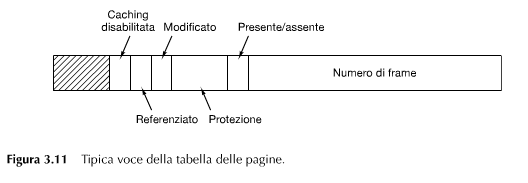 Caching
disabilitata Modificato Presente/assente
Numero di frame
Referenziato Protezione
Figura 3.11 Tipica voce della tabella delle pagine.